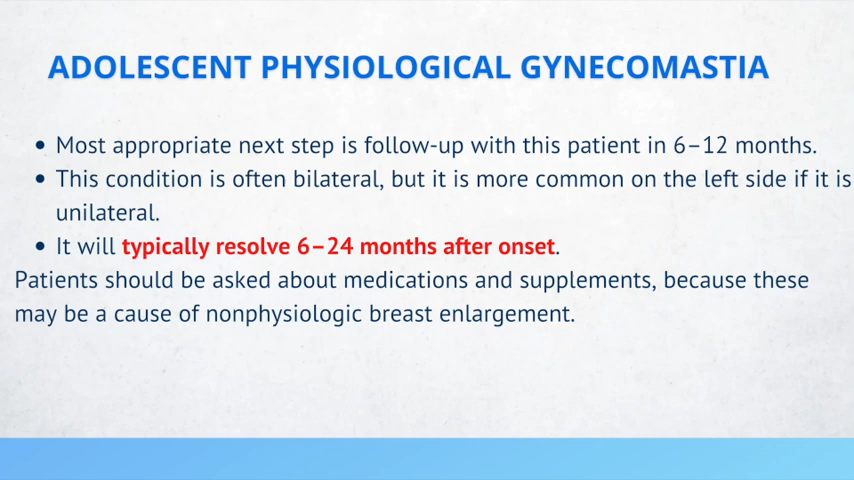 ADOLESCENT PHYSIOLOGICAL GYNECOMASTIA
• Most appropriate next step is follow-up with this patient in 6–12 months.
• This condition is often bilateral, but it is more common on the left side if it is
unilateral.
• It will typically resolve 6–24 months after onset.
Patients should be asked about medications and supplements, because these
may be a cause of nonphysiologic breast enlargement.